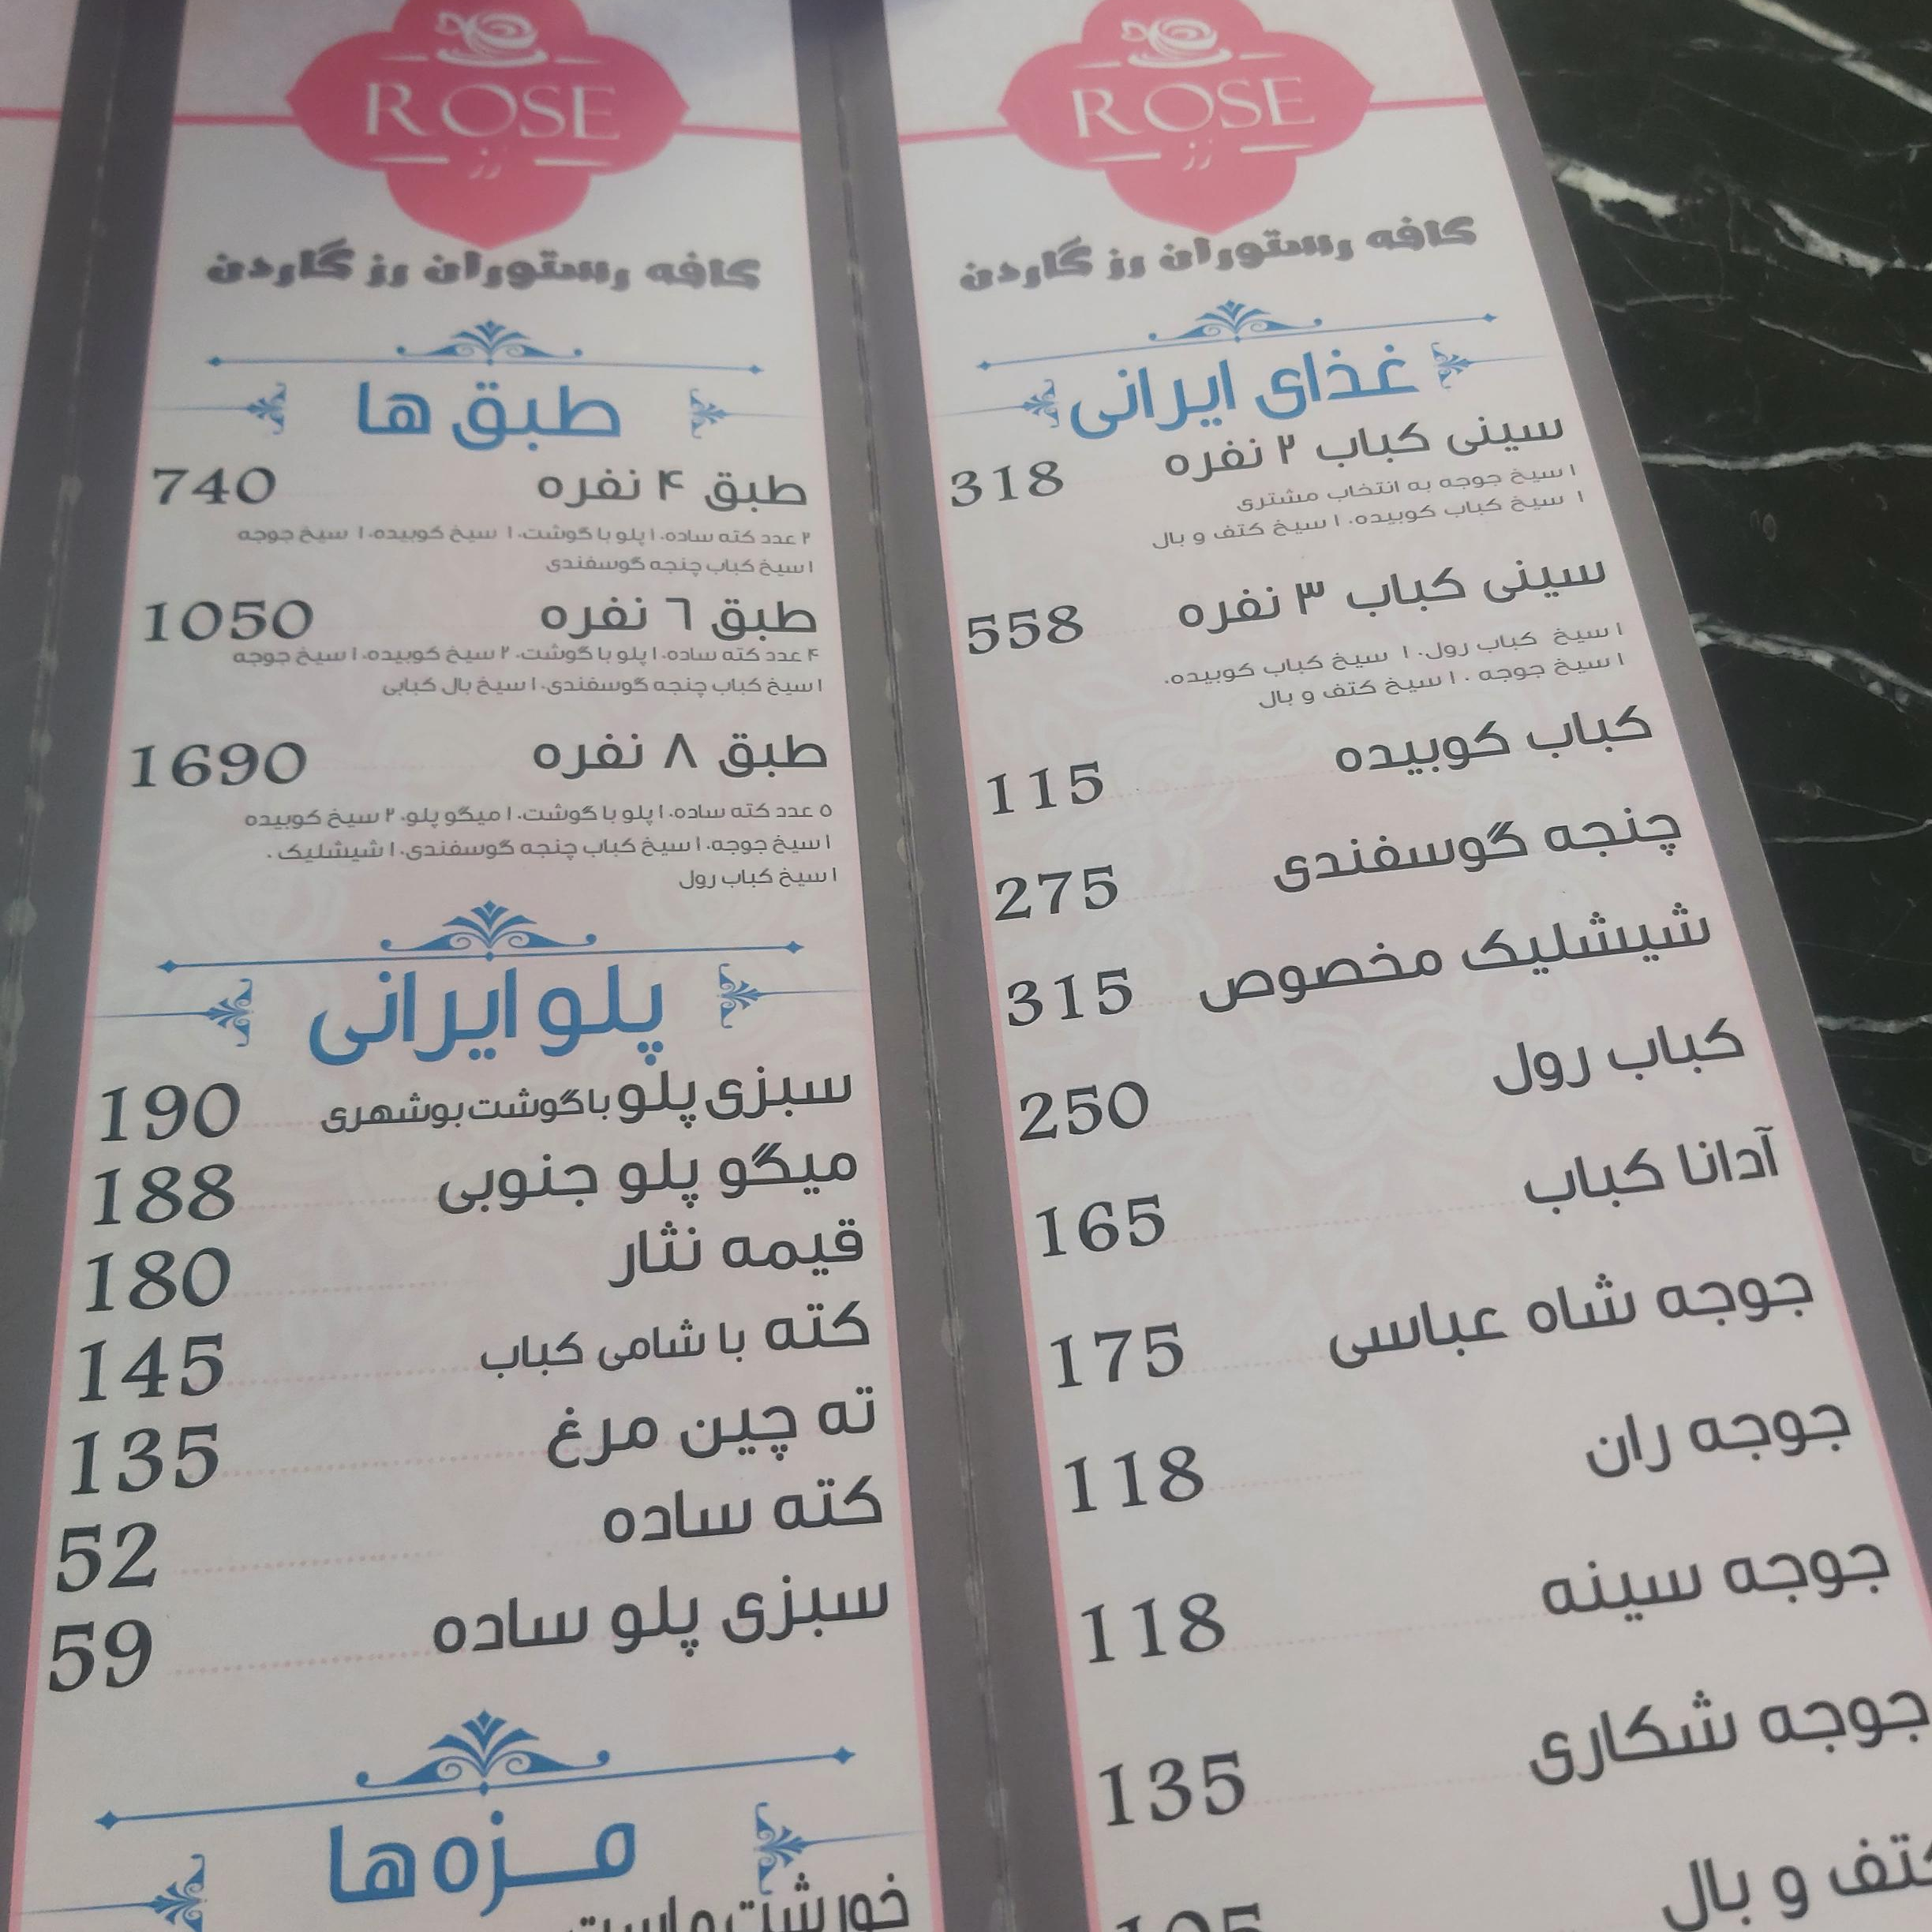 ROSE
رز
کافه رستوران رز گاردن
غذای ایرانی
سینی کباب ۲ نفره 318
۱ سیخ جوجه به انتخاب مشتری
۱ سیخ کباب کوبیده، ۱ سیخ کتف و بال
سینی کباب ۳ نفره 558
۱ سیخ کباب رول، ۱ سیخ کباب کوبیده،
۱ سیخ جوجه ، ۱ سیخ کتف و بال
کباب کوبیده 115
چنجه گوسفندی 275
شیشلیک مخصوص 315
کباب رول 250
آدانا کباب 165
جوجه شاه عباسی 175
جوجه ران 118
جوجه سینه 118
جوجه شکاری 135
کتف و بال
ROSE
رز
کافه رستوران رز گاردن
طبق ها
طبق ۴ نفره 740
۲ عدد کته ساده، ۱ پلو با گوشت، ۱ سیخ کوبیده، ۱ سیخ جوجه
۱ سیخ کباب چنجه گوسفندی
طبق ٦ نفره 1050
۴ عدد کته ساده، ۱ پلو با گوشت، ۲ سیخ کوبیده، ۱ سیخ جوجه
۱ سیخ کباب چنجه گوسفندی، ۱ سیخ بال کبابی
طبق ۸ نفره 1690
۵ عدد کته ساده، ۱ پلو با گوشت، ۱ میگو پلو، ۲ سیخ کوبیده
۱ سیخ جوجه، ۱ سیخ کباب چنجه گوسفندی، ۱ شیشلیک ،
۱ سیخ کباب رول
پلو ایرانی
سبزی پلو با گوشت بوشهری 190
میگو پلو جنوبی 188
قیمه نثار 180
کته با شامی کباب 145
ته چین مرغ 135
کته ساده 52
سبزی پلو ساده 59
مـزه ها